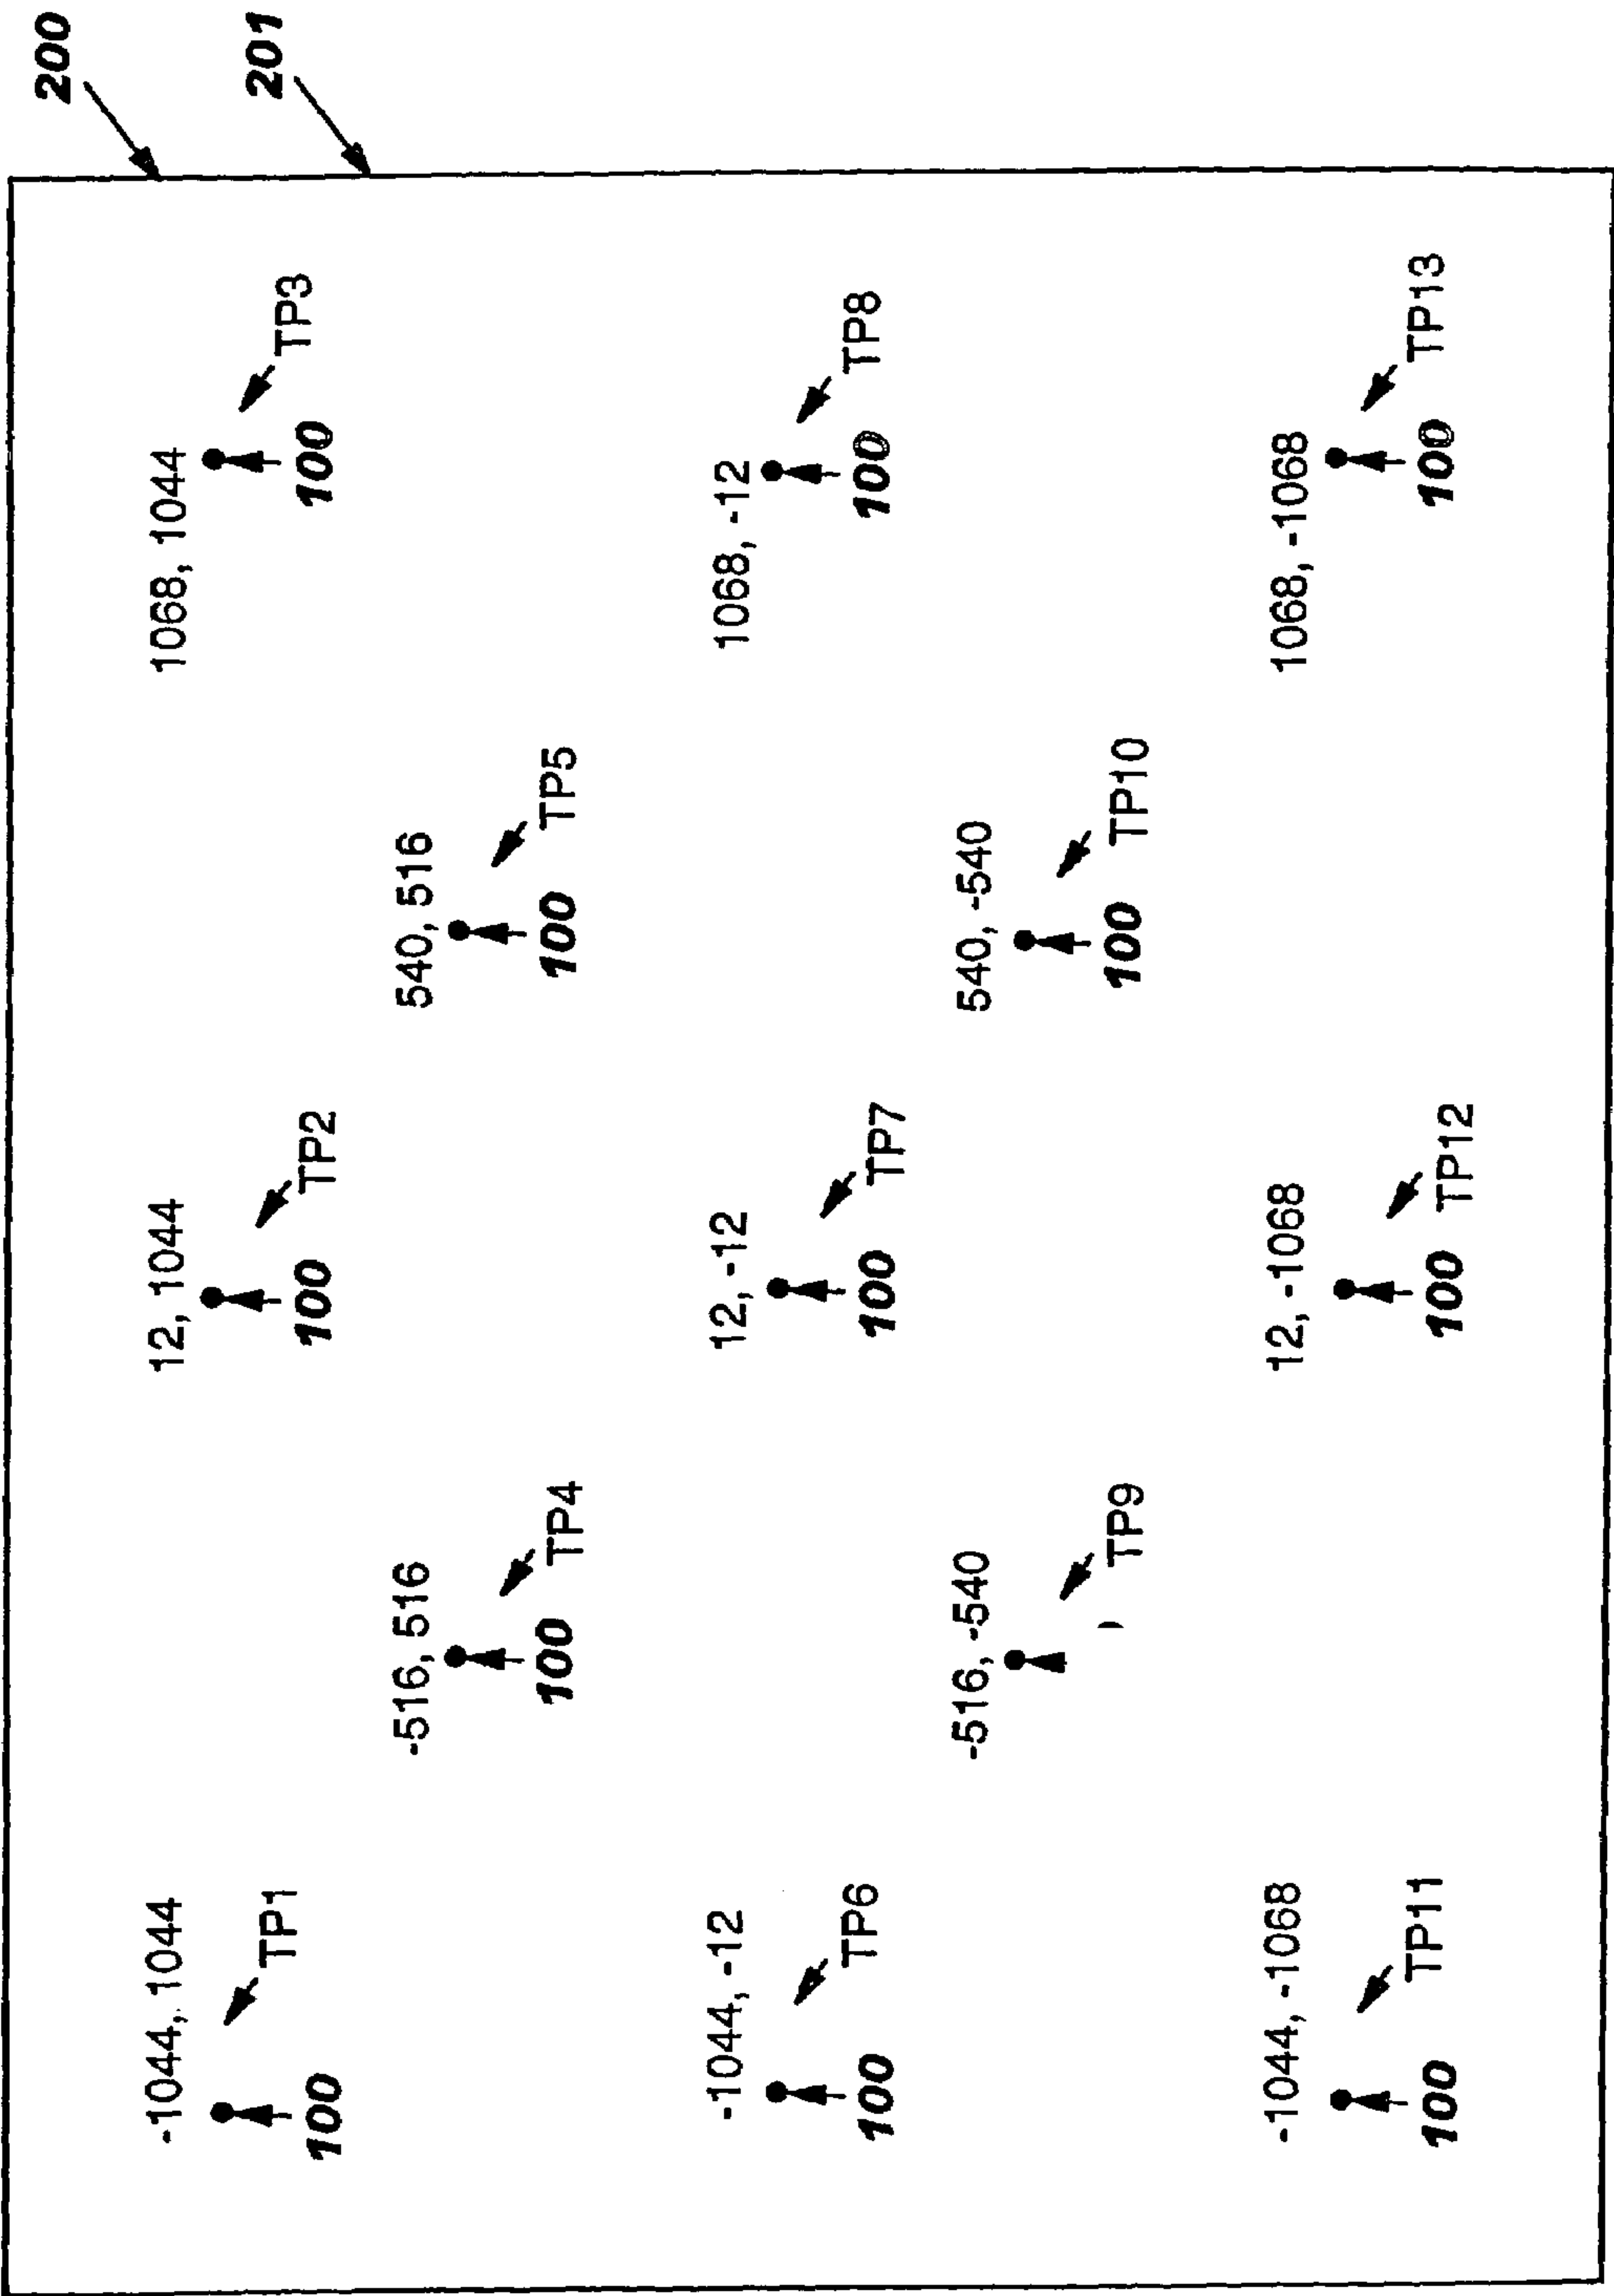 200
-1044, 1044
12, 1044
1068, 1044
201
TP1
TP2
TP3
100
100
100
-516, 516
540, 516
TP4
TP5
100
100
-1044, -12
12, -12
1068, -12
TP6
TP7
TP8
100
100
100
-516, -540
540, -540
TP9
TP10
100
-1044, -1068
12, -1068
1068, -1068
TP11
TP12
TP13
100
100
100